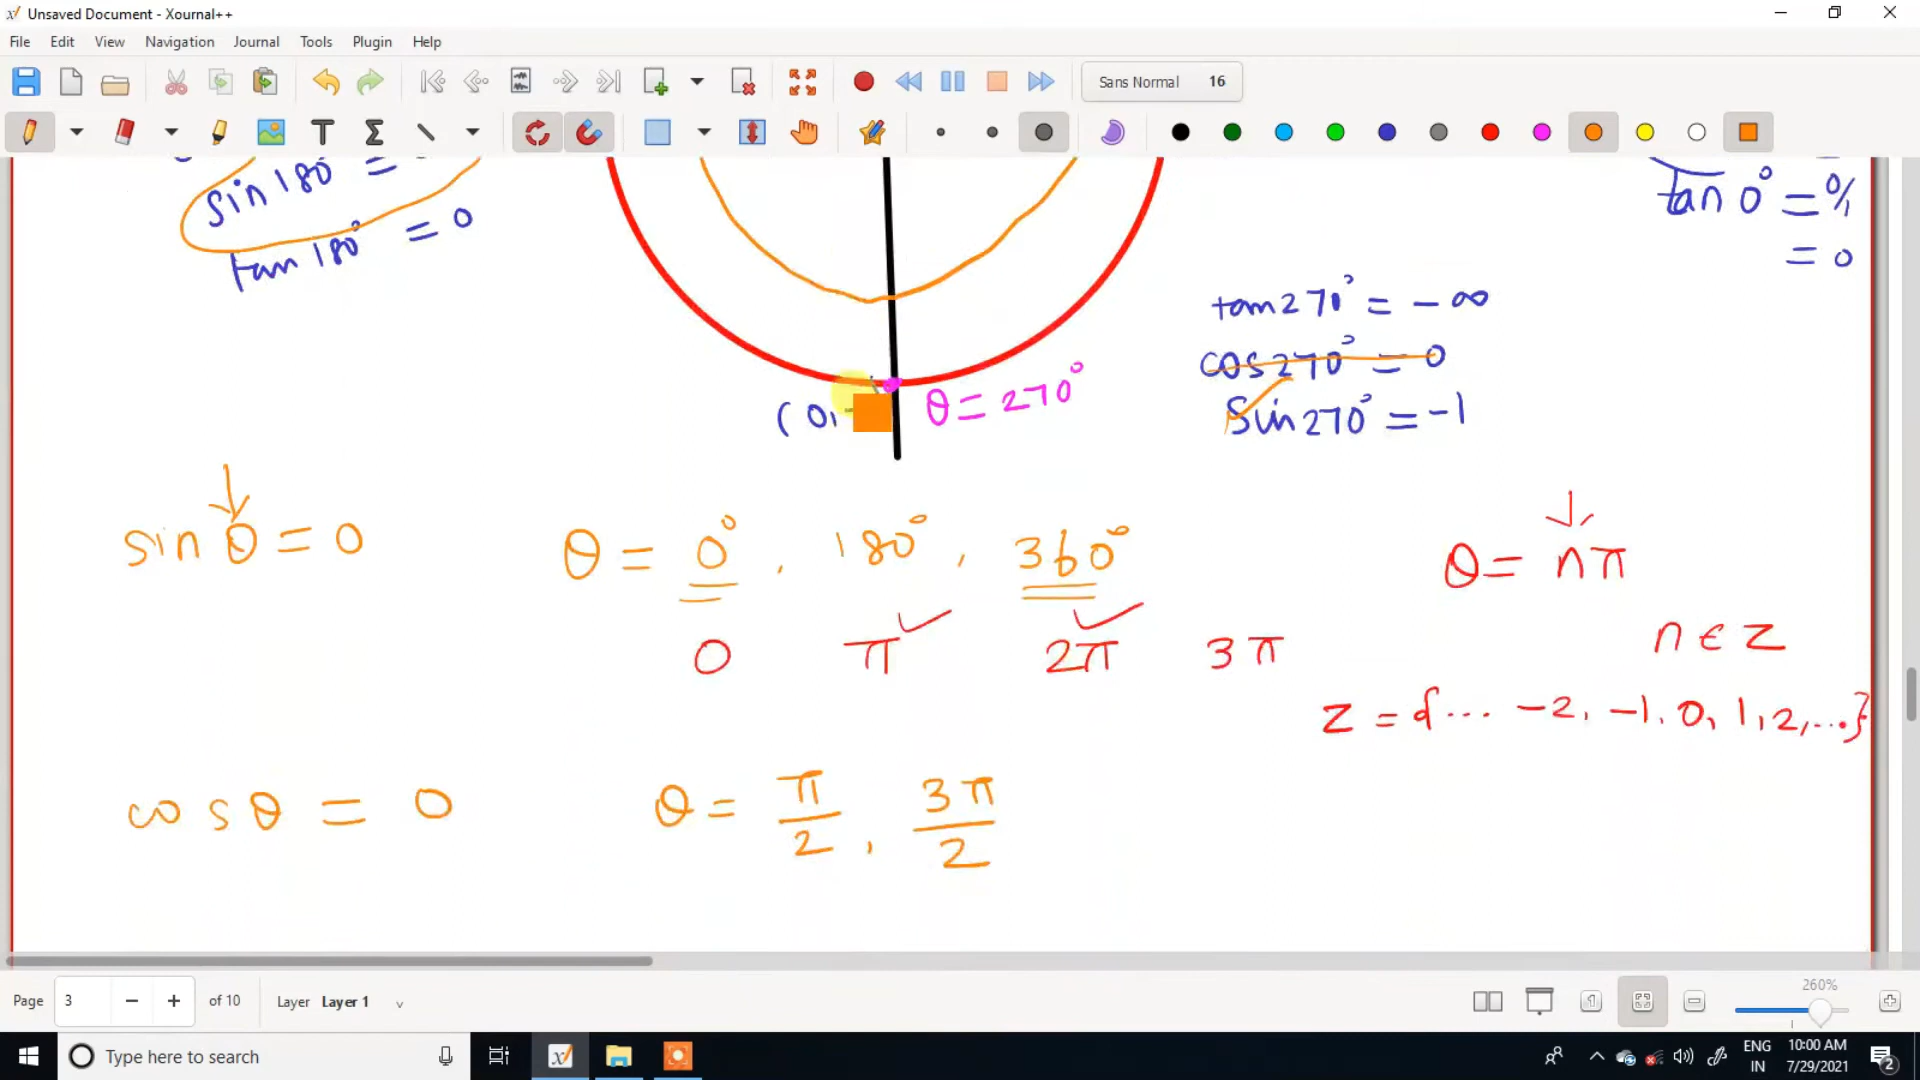 Unsaved Document - Xournal++
File Edit View Navigation Journal Tools Plugin Help
Sans Normal 16
sin 180° =
tan 180° = 0
tan 0° = 0/1
= 0
tan 270° = - ∞
cos 270° = 0
Sin 270° = -1
(0,
θ = 270°
sin θ = 0
θ = 0°, 180°, 360°
0 π 2π 3π
θ = nπ
n ∈ Z
Z = {... -2, -1, 0, 1, 2, ...}
cos θ = 0
θ = π/2, 3π/2
260%
Page 3 of 10 Layer Layer 1
Type here to search
ENG
IN
10:00 AM
7/29/2021
2